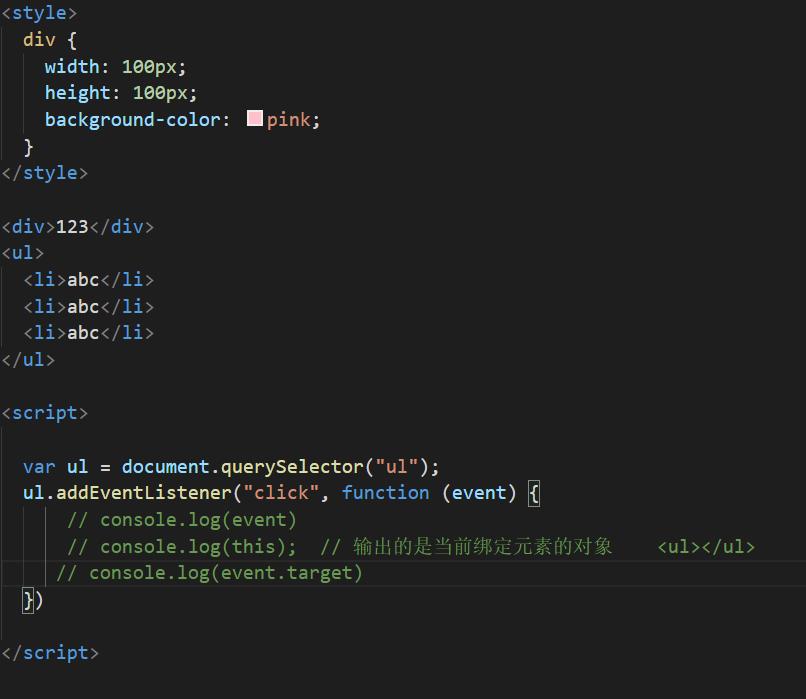 <style>
div {
width: 100px;
height: 100px;
background-color: pink;
}
</style>
<div>123</div>
<ul>
<li>abc</li>
<li>abc</li>
<li>abc</li>
</ul>
<script>
var ul = document.querySelector("ul");
ul.addEventListener("click", function (event) {
// console.log(event)
// console.log(this);  // 输出的是当前绑定元素的对象    <ul></ul>
// console.log(event.target)
})
</script>